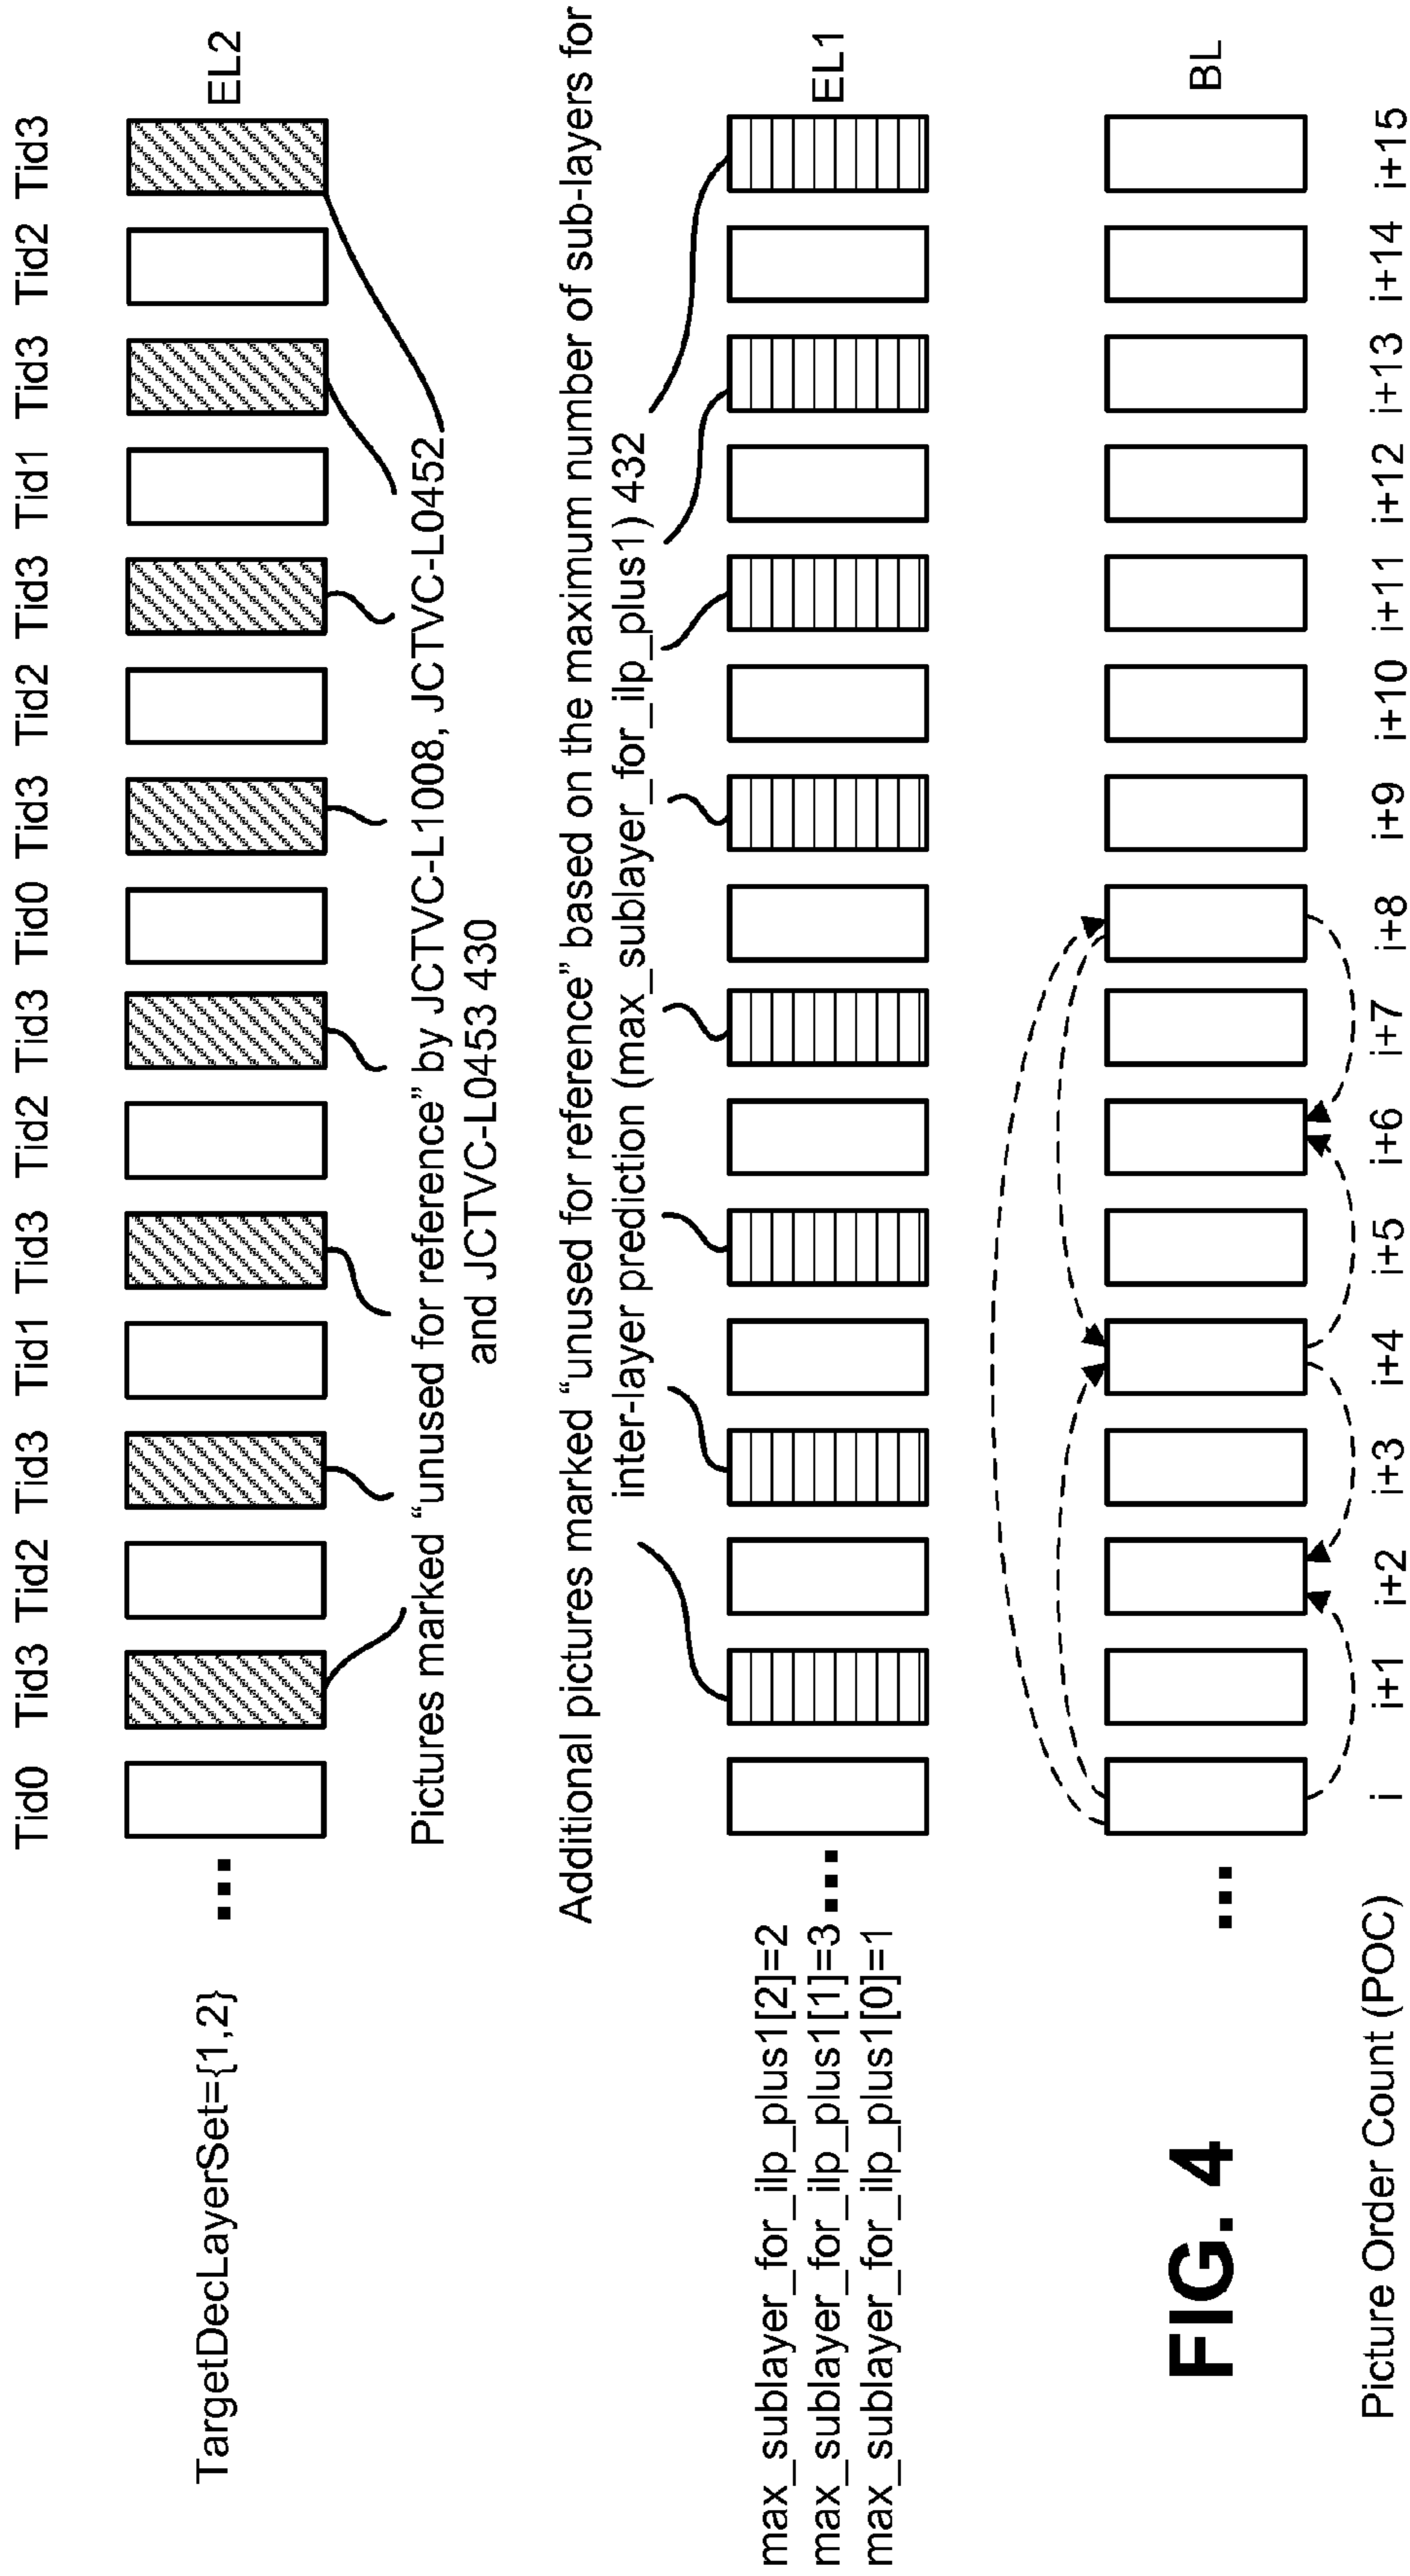 Tid0 Tid3 Tid2 Tid3 Tid1 Tid3 Tid2 Tid3 Tid0 Tid3 Tid2 Tid3 Tid1 Tid3 Tid2 Tid3
TargetDecLayerSet={1,2}
...
EL2
Pictures marked “unused for reference” by JCTVC-L1008, JCTVC-L0452
and JCTVC-L0453 430
Additional pictures marked “unused for reference” based on the maximum number of sub-layers for
inter-layer prediction (max_sublayer_for_ilp_plus1) 432
max_sublayer_for_ilp_plus1[2]=2
max_sublayer_for_ilp_plus1[1]=3
max_sublayer_for_ilp_plus1[0]=1
...
EL1
...
BL
FIG. 4
Picture Order Count (POC)
i i+1 i+2 i+3 i+4 i+5 i+6 i+7 i+8 i+9 i+10 i+11 i+12 i+13 i+14 i+15